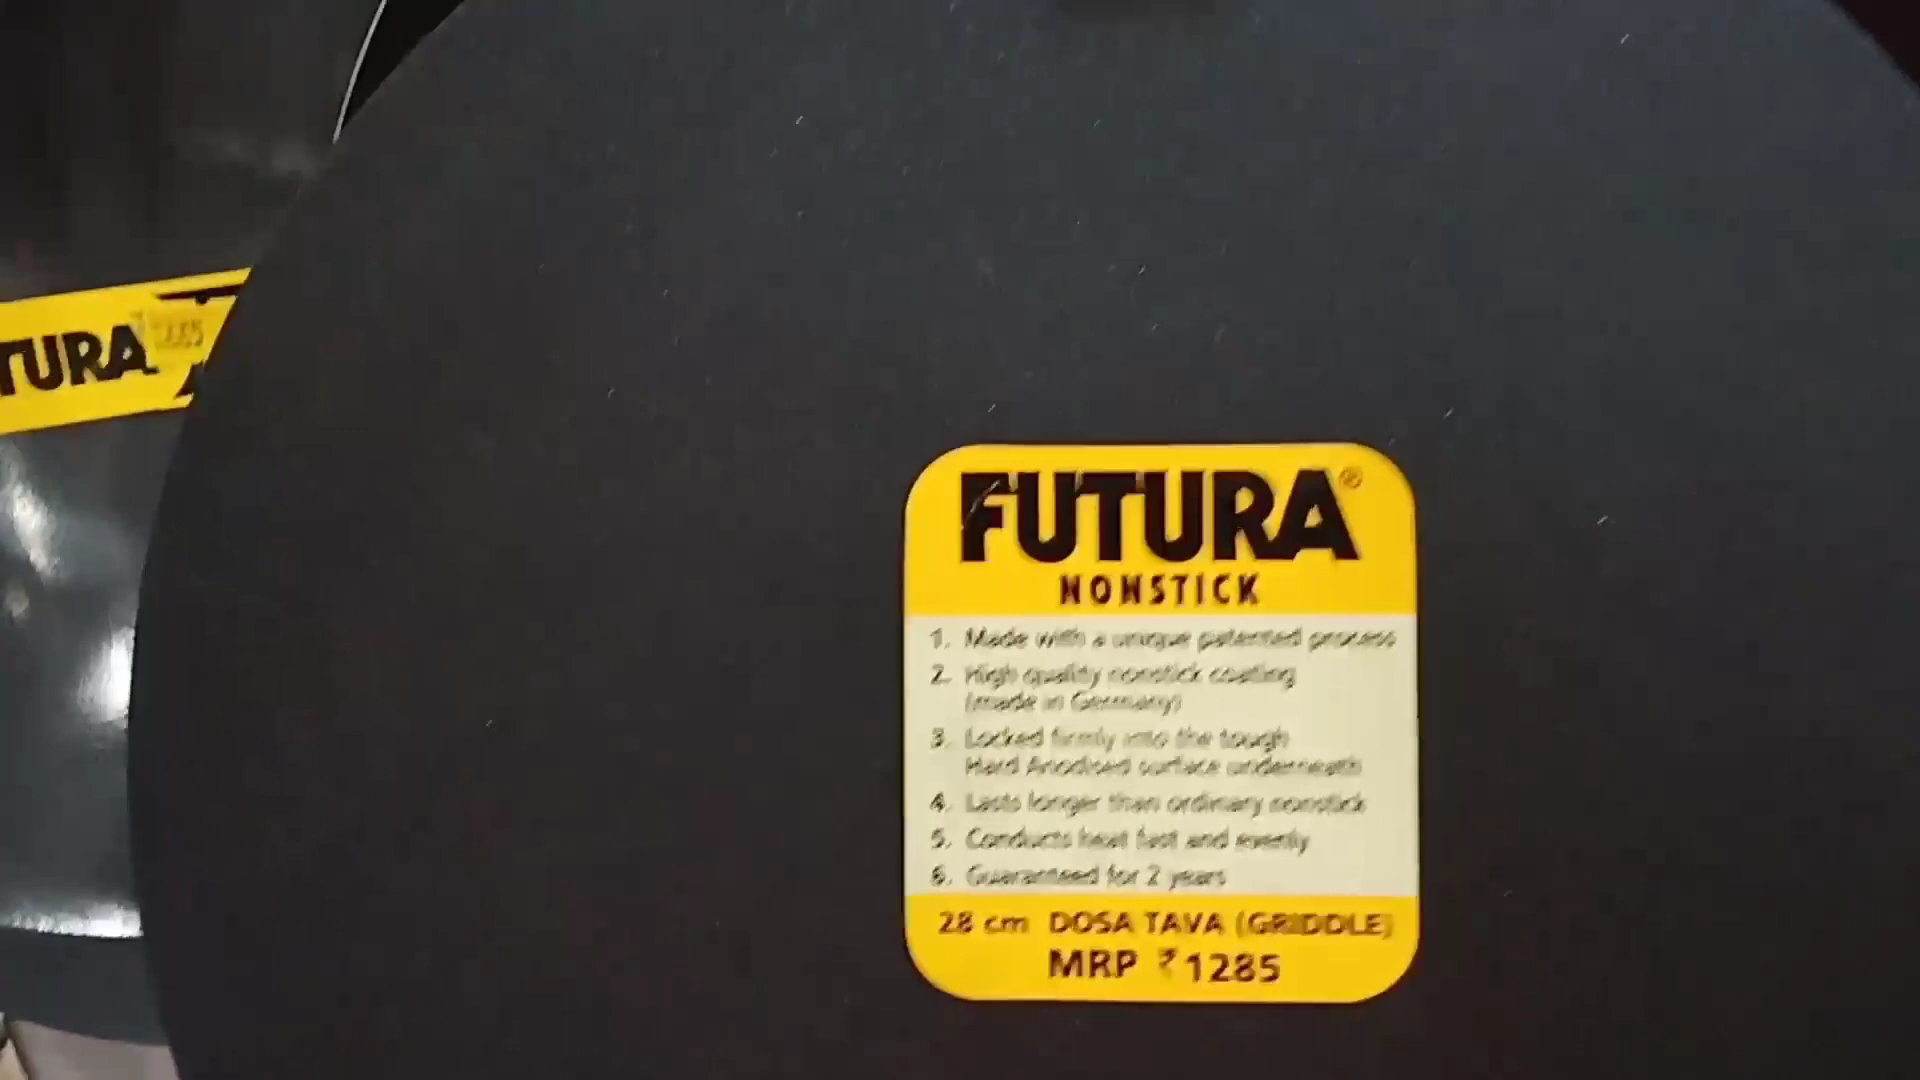 TURA
FUTURA®
NONSTICK
1. Made with a unique patented process
2. High quality nonstick coating
(made in Germany)
3. Locked firmly into the tough
Hard Anodised surface underneath
4. Lasts longer than ordinary nonstick
5. Conducts heat fast and evenly
6. Guaranteed for 2 years
28 cm DOSA TAVA (GRIDDLE)
MRP ₹1285